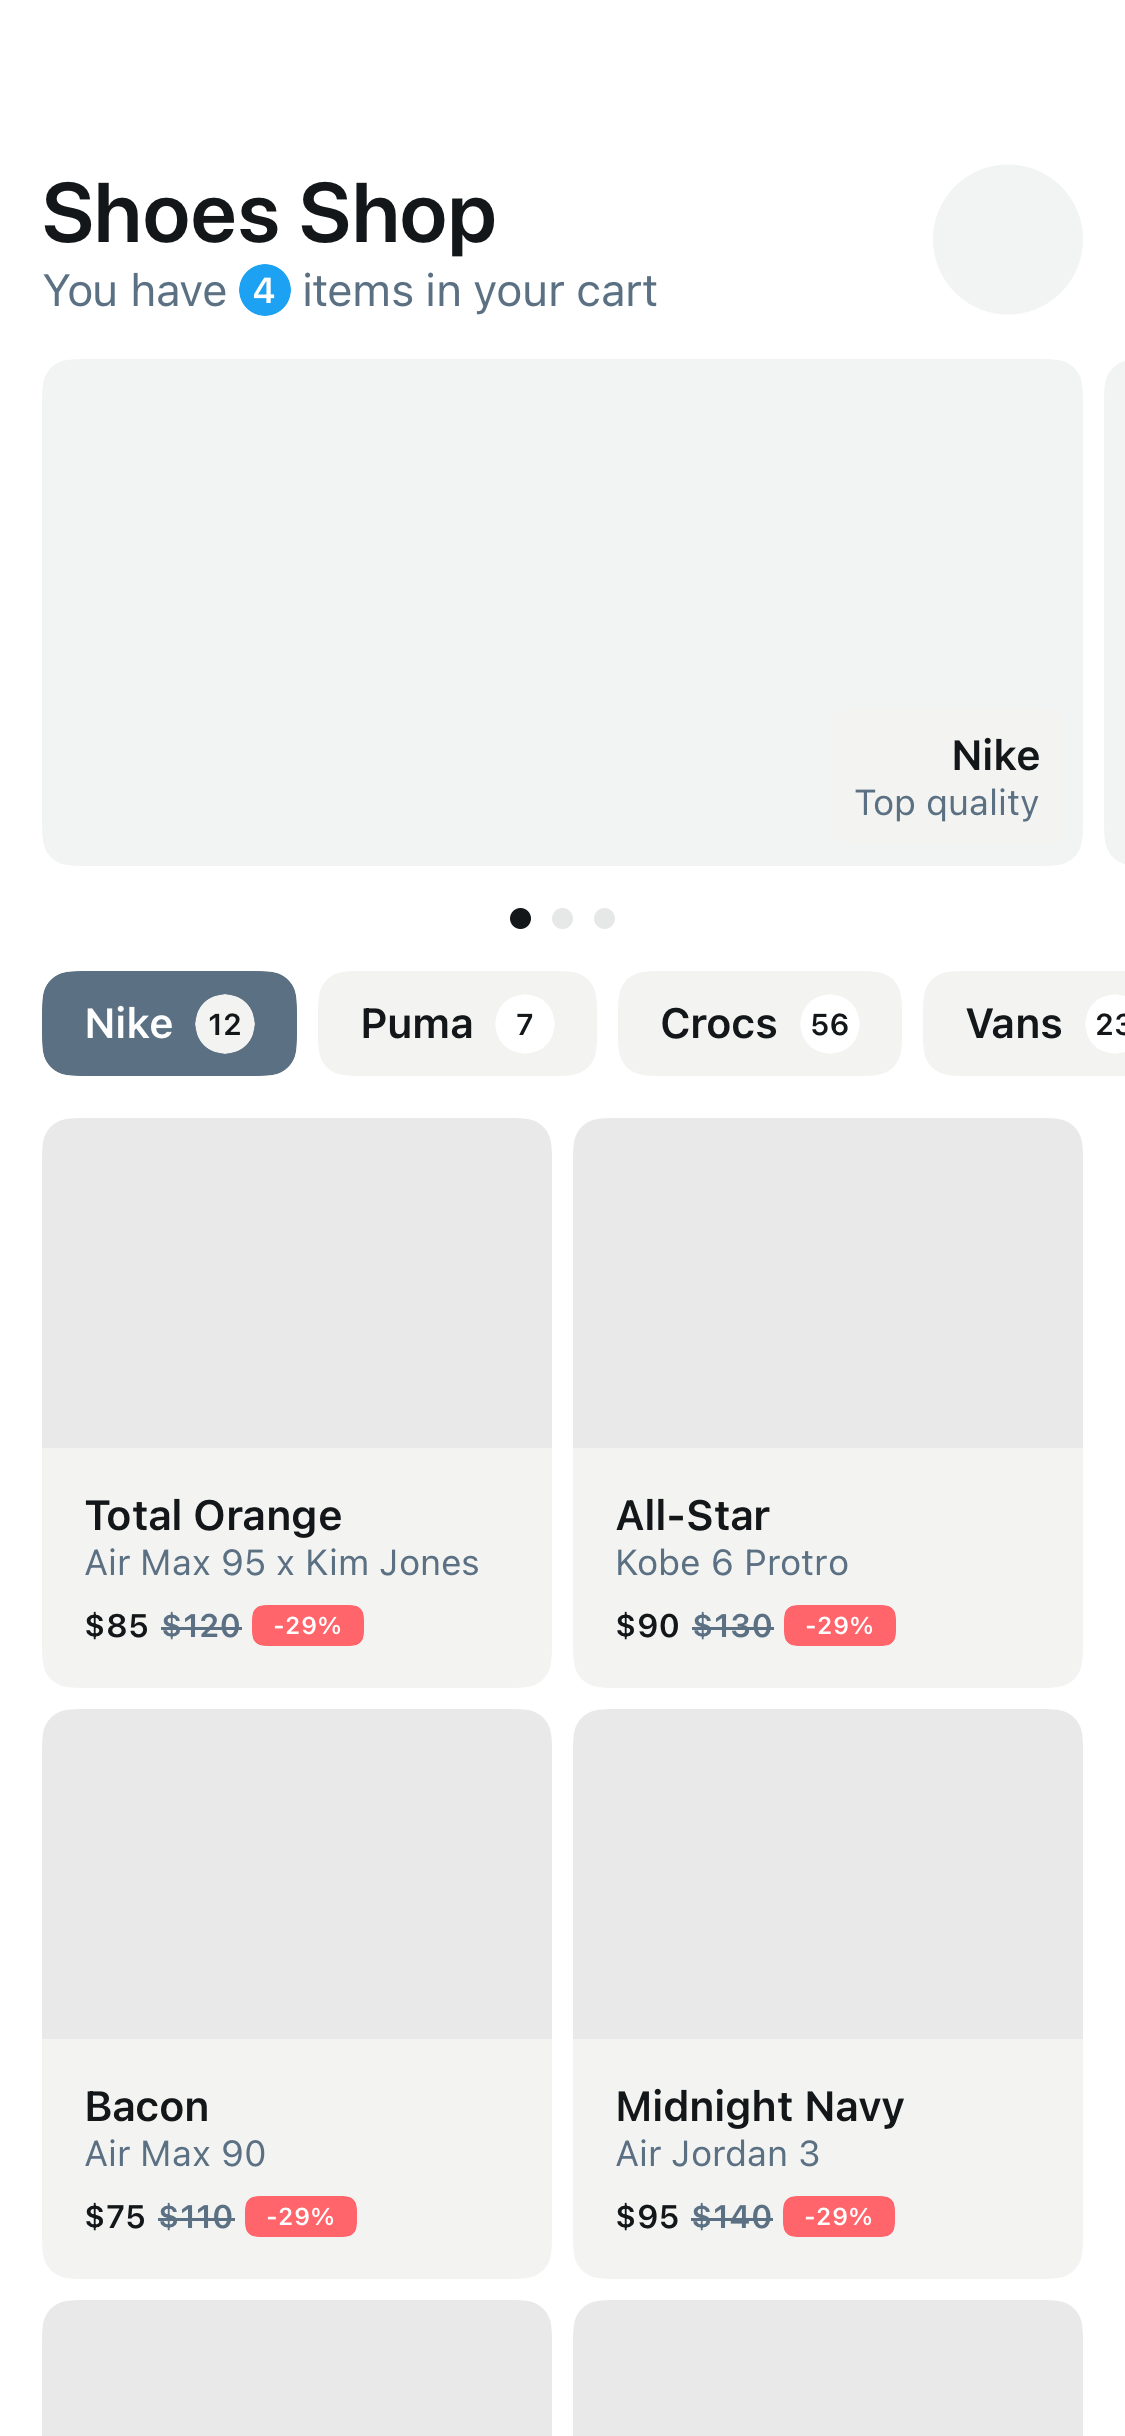 Shoes Shop
You have 4 items in your cart
Nike
Top quality
Nike 12 Puma 7 Crocs 56 Vans 23
Total Orange
Air Max 95 x Kim Jones
$85 $120 -29%
All-Star
Kobe 6 Protro
$90 $130 -29%
Bacon
Air Max 90
$75 $110 -29%
Midnight Navy
Air Jordan 3
$95 $140 -29%